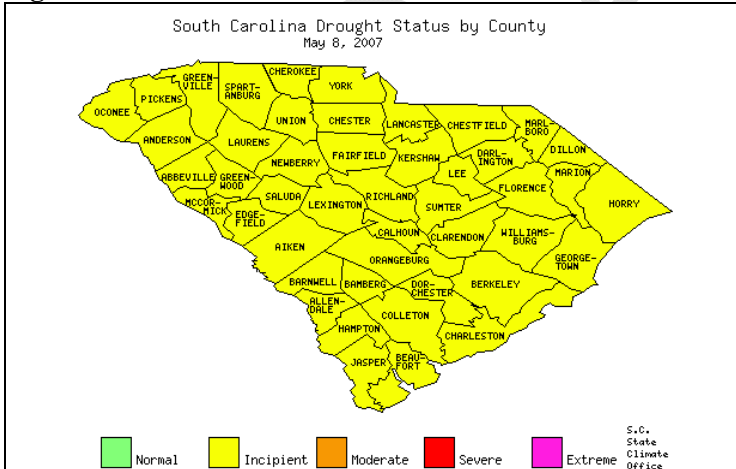 South Carolina Drought Status by County
May 8, 2007
CHEROKEE
GREEN-
VILLE
SPART-
ANBURG
YORK
OCONEE
PICKENS
UNION
CHESTER
LANCASTER
CHESTFIELD
MARL-
BORO
ANDERSON
LAURENS
DILLON
NEWBERRY
FAIRFIELD
KERSHAW
DARL-
INGTON
ABBEVILLE
GREEN-
WOOD
LEE
MARION
FLORENCE
MCCOR-
MICK
SALUDA
LEXINGTON
RICHLAND
SUMTER
HORRY
EDGE-
FIELD
CALHOUN
CLARENDON
WILLIAMS-
BURG
AIKEN
ORANGEBURG
GEORGE-
TOWN
BARNWELL
BAMBERG
DOR-
CHESTER
BERKELEY
ALLEN-
DALE
COLLETON
HAMPTON
CHARLESTON
JASPER
BEAU-
FORT
Normal
Incipient
Moderate
Severe
Extreme
S.C.
State
Climate
Office